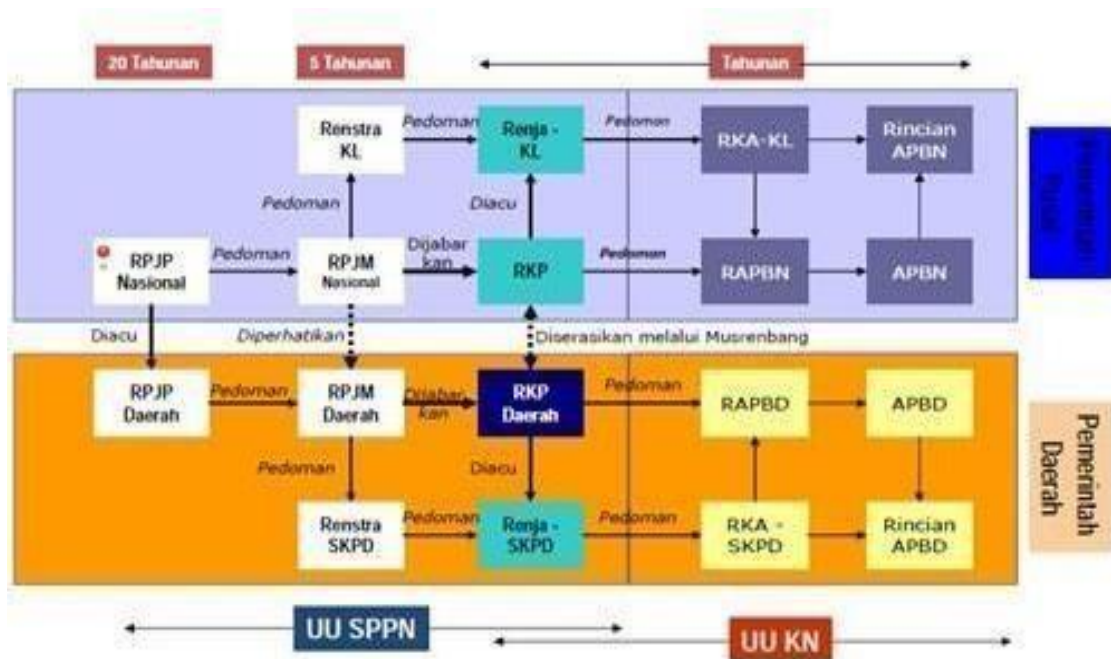 20 Tahunan
5 Tahunan
Tahunan
Renstra
KL
Pedoman
Renja -
KL
Pedoman
RKA-KL
Rincian
APBN
Pemerintah
Pusat
Pedoman
Diacu
RPJP
Nasional
Pedoman
RPJM
Nasional
Dijabar
kan
RKP
Pedoman
RAPBN
APBN
Diacu
Diperhatikan
Diserasikan melalui Musrenbang
RPJP
Daerah
Pedoman
RPJM
Daerah
Dijabar
kan
RKP
Daerah
Pedoman
RAPBD
APBD
Pemerintah
Daerah
Pedoman
Diacu
Renstra
SKPD
Pedoman
Renja -
SKPD
Pedoman
RKA -
SKPD
Rincian
APBD
UU SPPN
UU KN